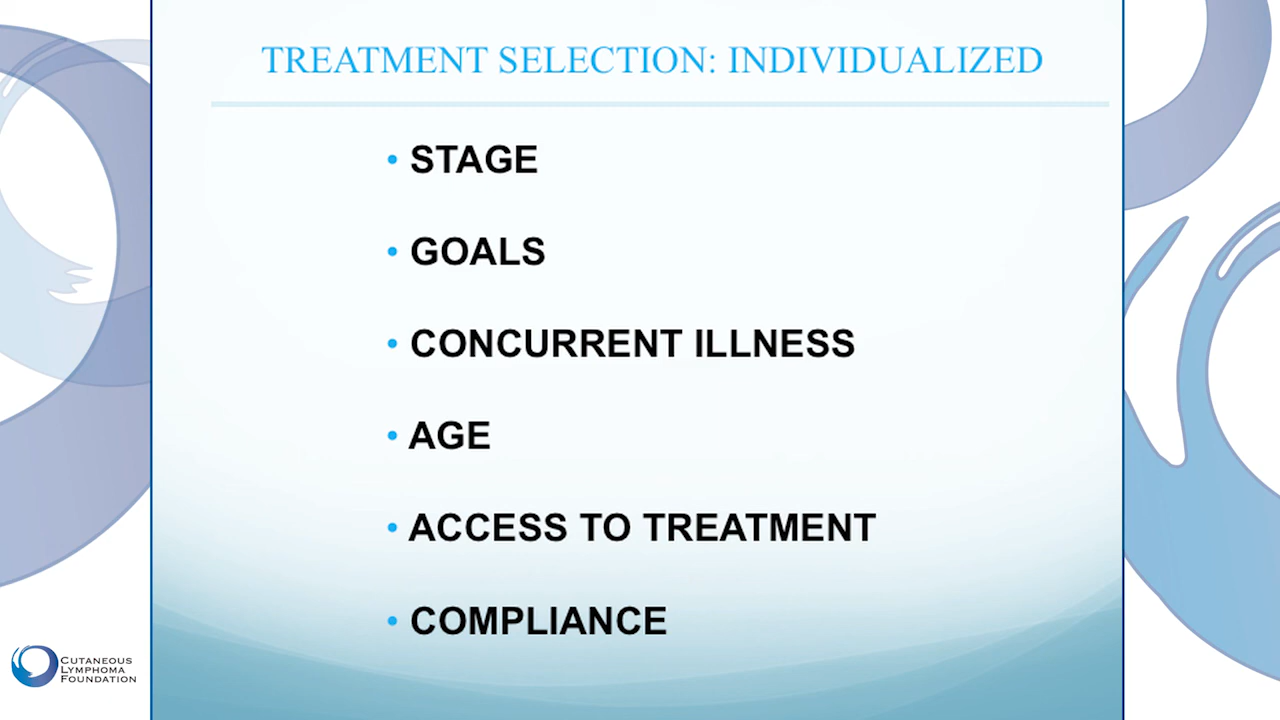 TREATMENT SELECTION: INDIVIDUALIZED
• STAGE
• GOALS
• CONCURRENT ILLNESS
• AGE
• ACCESS TO TREATMENT
• COMPLIANCE
CUTANEOUS
LYMPHOMA
FOUNDATION